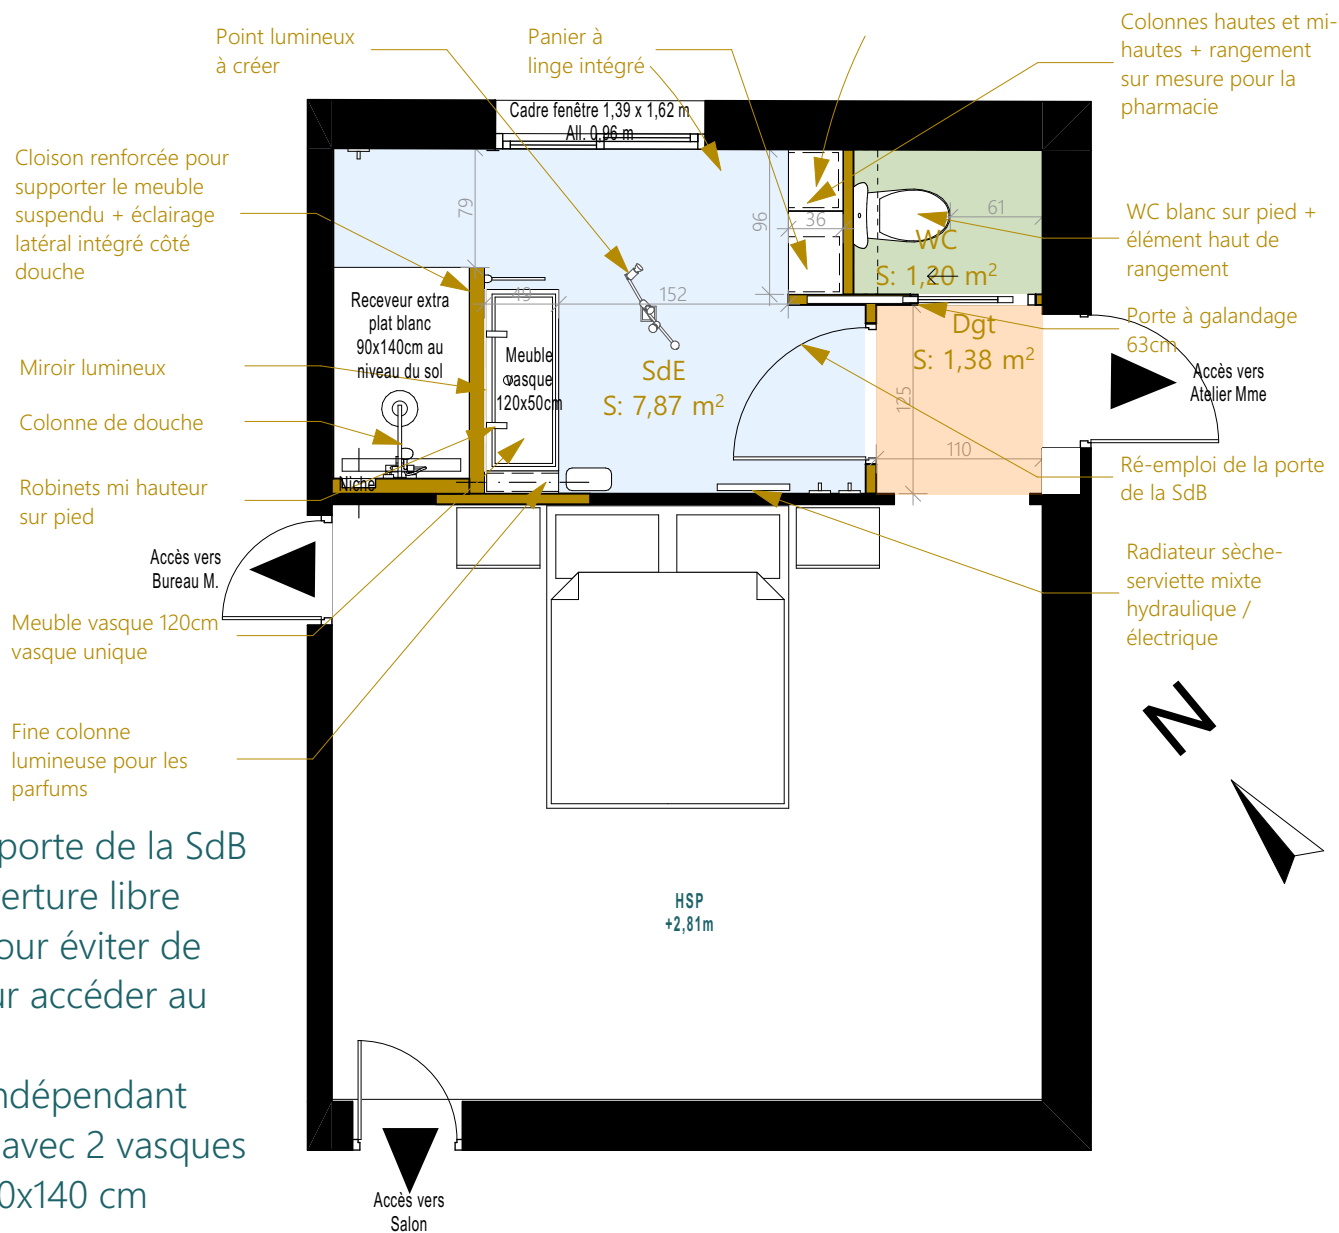 Point lumineux
à créer
Panier à
linge intégré
Colonnes hautes et mi-
hautes + rangement
sur mesure pour la
pharmacie
Cadre fenêtre 1,39 x 1,62 m
All. 0,96 m
Cloison renforcée pour
supporter le meuble
suspendu + éclairage
latéral intégré côté
douche
79
96
36
61
WC
S: 1,20 m²
WC blanc sur pied +
élément haut de
rangement
Receveur extra
plat blanc
90x140cm au
niveau du sol
49
152
Meuble
vasque
120x50cm
SdE
S: 7,87 m²
Dgt
S: 1,38 m²
Porte à galandage
63cm
Accès vers
Atelier Mme
125
110
Miroir lumineux
Colonne de douche
Robinets mi hauteur
sur pied
Niche
Ré-emploi de la porte
de la SdB
Accès vers
Bureau M.
Radiateur sèche-
serviette mixte
hydraulique /
électrique
Meuble vasque 120cm
vasque unique
Fine colonne
lumineuse pour les
parfums
N
porte de la SdB
erture libre
our éviter de
ur accéder au
ndépendant
avec 2 vasques
0x140 cm
HSP
+2,81m
Accès vers
Salon